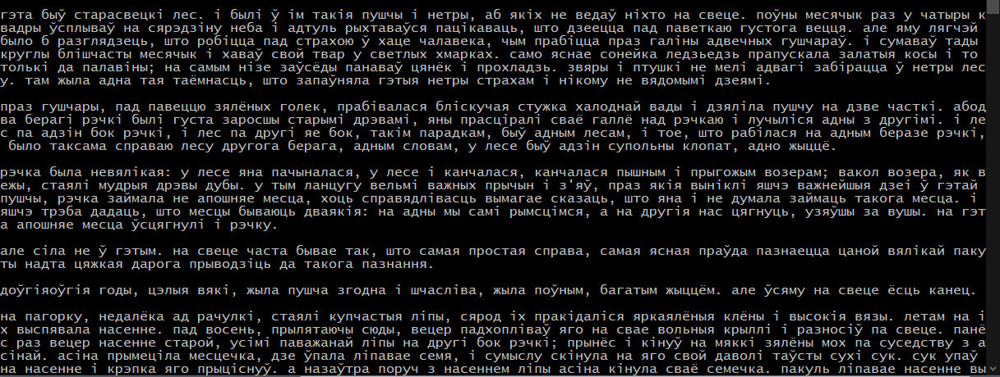 гэта быў старасвецкі лес. і былі ў ім такія пушчы і нетры, аб якіх не ведаў ніхто на свеце. поўны месячык раз у чатыры к
вадры ўсплываў на сярэдзіну неба і адтуль рыхтаваўся пацікаваць, што дзеецца пад паветкаю густога вецця. але яму лягчэй
было б разглядзець, што робіцца пад страхою ў хаце чалавека, чым прабіцца праз галіны адвечных гушчараў. і сумаваў тады
круглы блішчасты месячык і хаваў свой твар у светлых хмарках. само яснае сонейка ледзьедзь прапускала залатыя косы і то
толькі да палавіны; на самым нізе заўсёды панаваў цянёк і прохладзь. звяры і птушкі не мелі адвагі забірацца ў нетры лес
у. там жыла адна тая таёмнасць, што запаўняла гэтыя нетры страхам і нікому не вядомымі дзеямі.

праз гушчары, пад павеццю зялёных голек, прабівалася бліскучая стужка халоднай вады і дзяліла пушчу на дзве часткі. абод
ва берагі рэчкі былі густа заросшы старымі дрэвамі, яны прасціралі сваё галлё над рэчкаю і лучыліся адны з другімі. і ле
с па адзін бок рэчкі, і лес па другі яе бок, такім парадкам, быў адным лесам, і тое, што рабілася на адным беразе рэчкі,
было таксама справаю лесу другога берага, адным словам, у лесе быў адзін супольны клопат, адно жыццё.

рэчка была невялікая: у лесе яна пачыналася, у лесе і канчалася, канчалася пышным і прыгожым возерам; вакол возера, як в
ежы, стаялі мудрыя дрэвы дубы. у тым ланцугу вельмі важных прычын і з'яў, праз якія выніклі яшчэ важнейшыя дзеі ў гэтай
пушчы, рэчка займала не апошняе месца, хоць справядлівасць вымагае сказаць, што яна і не думала займаць такога месца. і
яшчэ трэба дадаць, што месцы бываюць дваякія: на адны мы самі рымсцімся, а на другія нас цягнуць, узяўшы за вушы. на гэт
а апошняе месца ўсцягнулі і рэчку.

але сіла не ў гэтым. на свеце часта бывае так, што самая простая справа, самая ясная праўда пазнаецца цаной вялікай паку
ты надта цяжкая дарога прыводзіць да такога пазнання.

доўгіяоўгія годы, цэлыя вякі, жыла пушча згодна і шчасліва, жыла поўным, багатым жыццём. але ўсяму на свеце ёсць канец.

на пагорку, недалёка ад рачулкі, стаялі купчастыя ліпы, сярод іх пракідаліся яркаялёныя клёны і высокія вязы. летам на і
х выспявала насенне. пад восень, прылятаючы сюды, вецер падхопліваў яго на свае вольныя крыллі і разносіў па свеце. панё
с раз вецер насенне старой, усімі паважанай ліпы на другі бок рэчкі; прынёс і кінуў на мяккі зялёны мох па суседству з а
сінай. асіна прымеціла месцечка, дзе ўпала ліпавае семя, і сумыслу скінула на яго свой даволі таўсты сухі сук. сук упаў
на насенне і крэпка яго прыціснуў. а назаўтра поруч з насеннем ліпы асіна кінула сваё семечка. пакуль ліпавае насенне вы